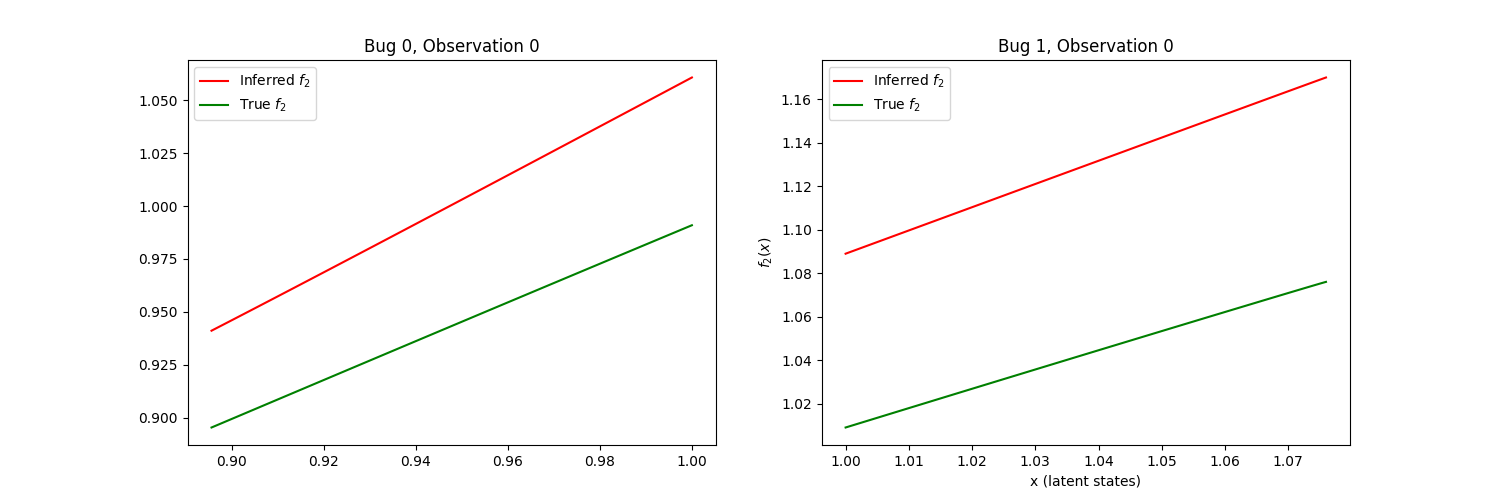 Bug 0, Observation 0
Inferred f₂
True f₂
1.050
1.025
1.000
0.975
0.950
0.925
0.900
0.90 0.92 0.94 0.96 0.98 1.00
Bug 1, Observation 0
Inferred f₂
True f₂
f₂(x)
1.16
1.14
1.12
1.10
1.08
1.06
1.04
1.02
1.00 1.01 1.02 1.03 1.04 1.05 1.06 1.07
x (latent states)